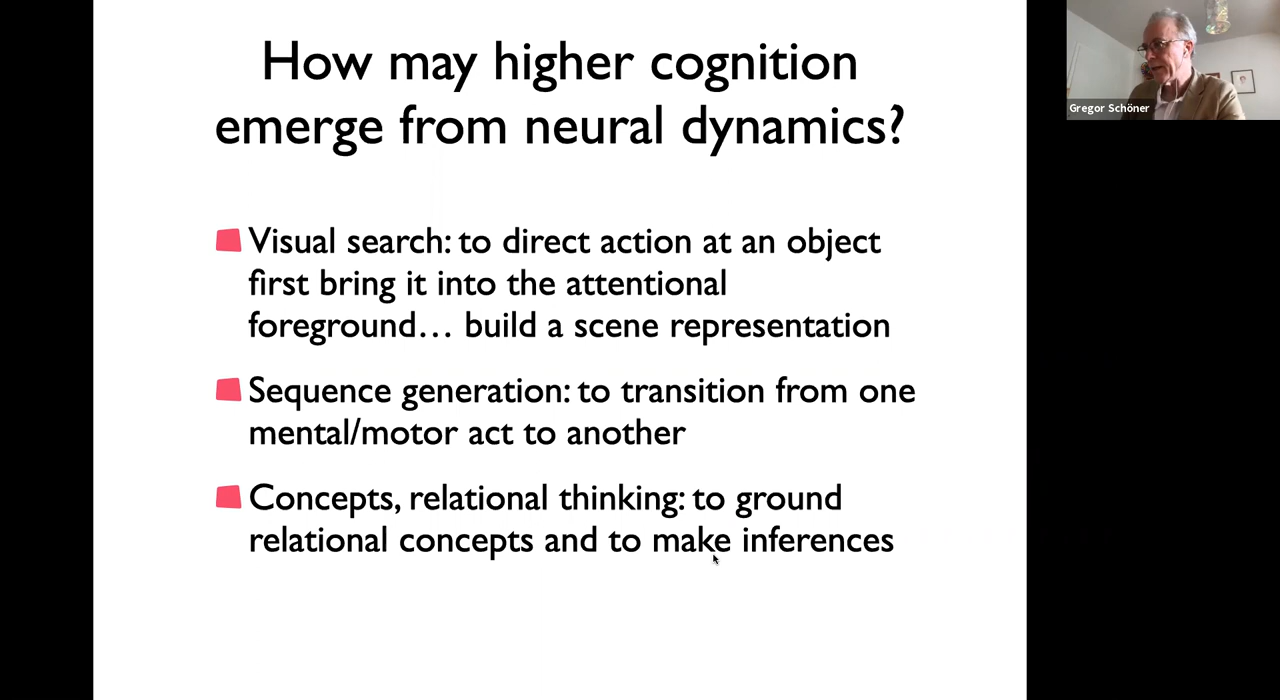 How may higher cognition
emerge from neural dynamics?
Visual search: to direct action at an object
first bring it into the attentional
foreground… build a scene representation
Sequence generation: to transition from one
mental/motor act to another
Concepts, relational thinking: to ground
relational concepts and to make inferences
Gregor Schöner